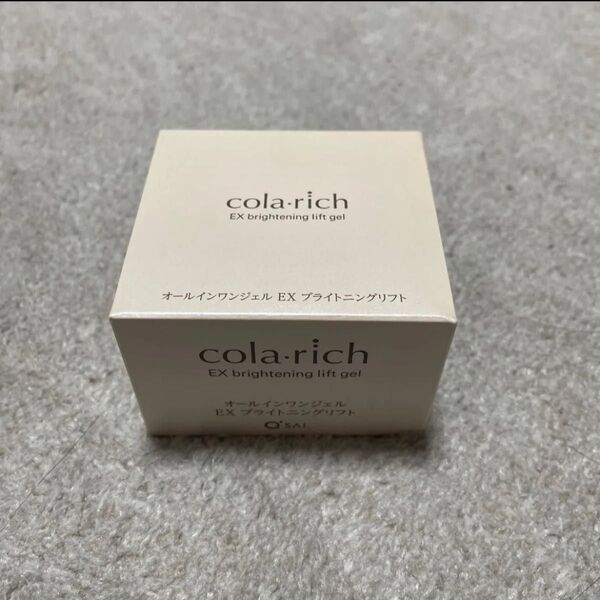 cola·rich
EX brightening lift gel
オールインワンジェル EX ブライトニングリフト
cola·rich
EX brightening lift gel
オールインワンジェル
EX ブライトニングリフト
Q'SAI